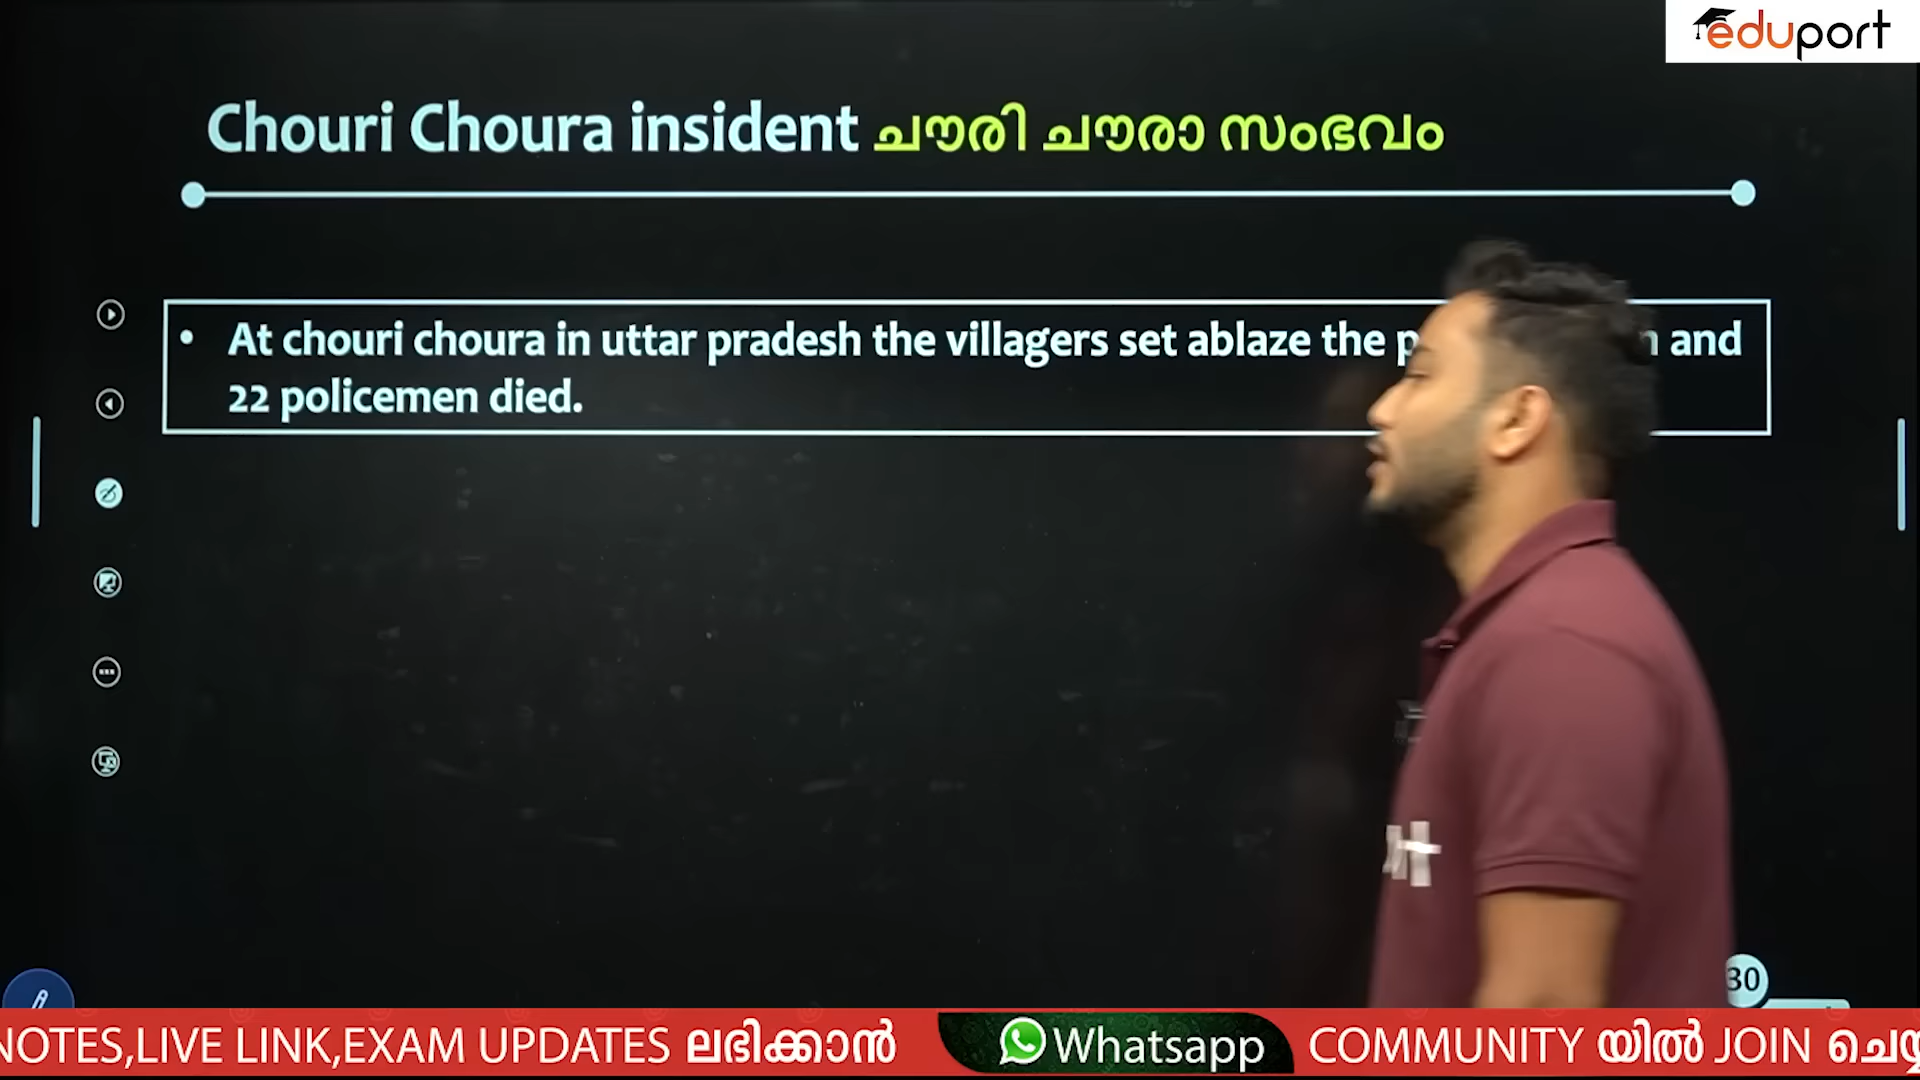 eduport
Chouri Choura insident ചൗരി ചൗരാ സംഭവം
• At chouri choura in uttar pradesh the villagers set ablaze the and
22 policemen died.
30
NOTES,LIVE LINK,EXAM UPDATES ലഭിക്കാൻ Whatsapp COMMUNITY യിൽ JOIN